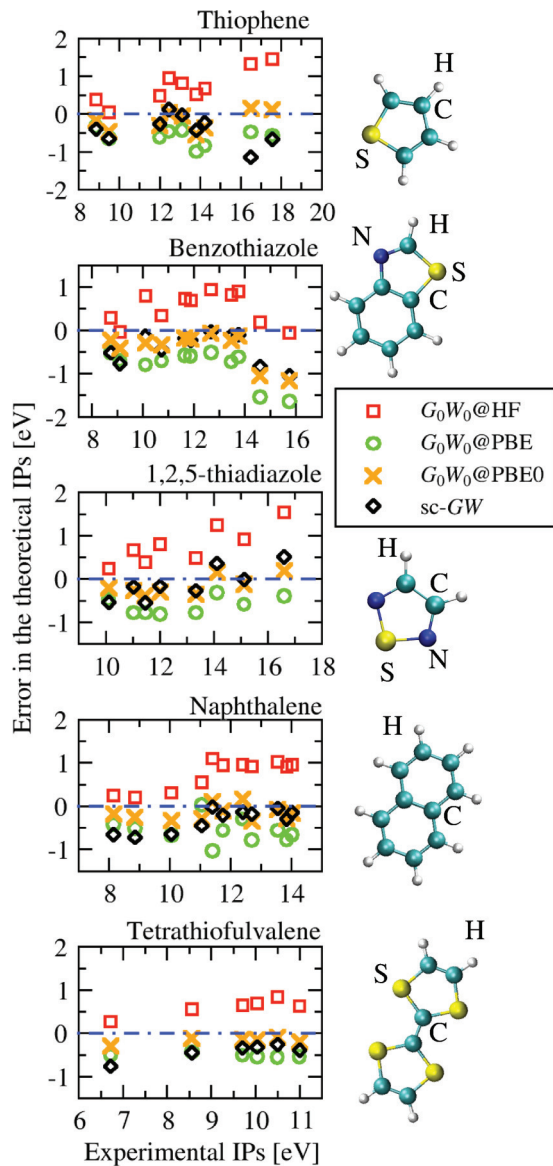 Thiophene
2
1
0
-1
-2
8 10 12 14 16 18 20
H
C
S
Benzothiazole
1
0
-1
-2
8 10 12 14 16
N
H
S
C
G0W0@HF
G0W0@PBE
G0W0@PBE0
sc-GW
1,2,5-thiadiazole
2
1
0
-1
10 12 14 16 18
H
C
S
N
Naphthalene
2
1
0
-1
8 10 12 14
H
C
Tetrathiofulvalene
2
1
0
-1
6 7 8 9 10 11
H
S
C
Error in the theoretical IPs [eV]
Experimental IPs [eV]